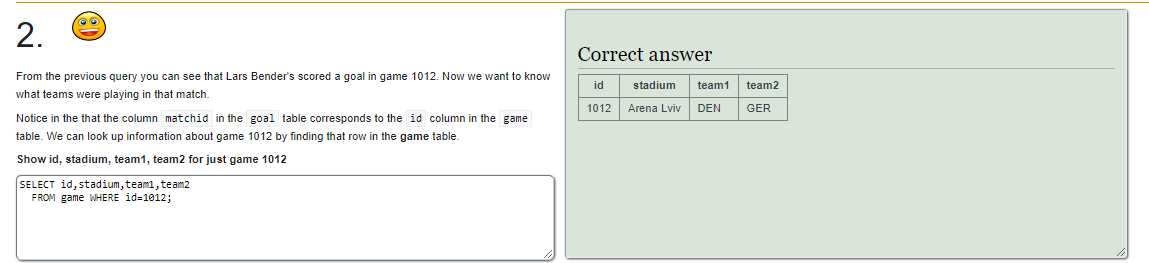 2.
From the previous query you can see that Lars Bender's scored a goal in game 1012. Now we want to know
what teams were playing in that match.
Notice in the that the column matchid in the goal table corresponds to the id column in the game
table. We can look up information about game 1012 by finding that row in the game table.
Show id, stadium, team1, team2 for just game 1012
SELECT id,stadium,team1,team2
FROM game WHERE id=1012;
Correct answer
id stadium team1 team2
1012 Arena Lviv DEN GER